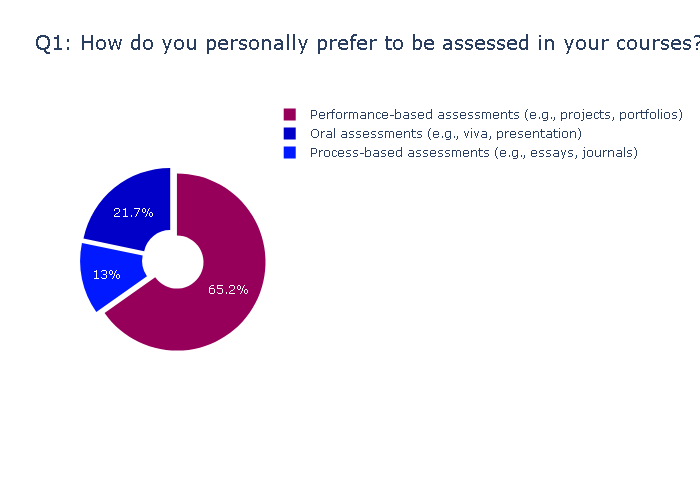 Q1: How do you personally prefer to be assessed in your courses?
Performance-based assessments (e.g., projects, portfolios)
Oral assessments (e.g., viva, presentation)
Process-based assessments (e.g., essays, journals)
21.7%
13%
65.2%